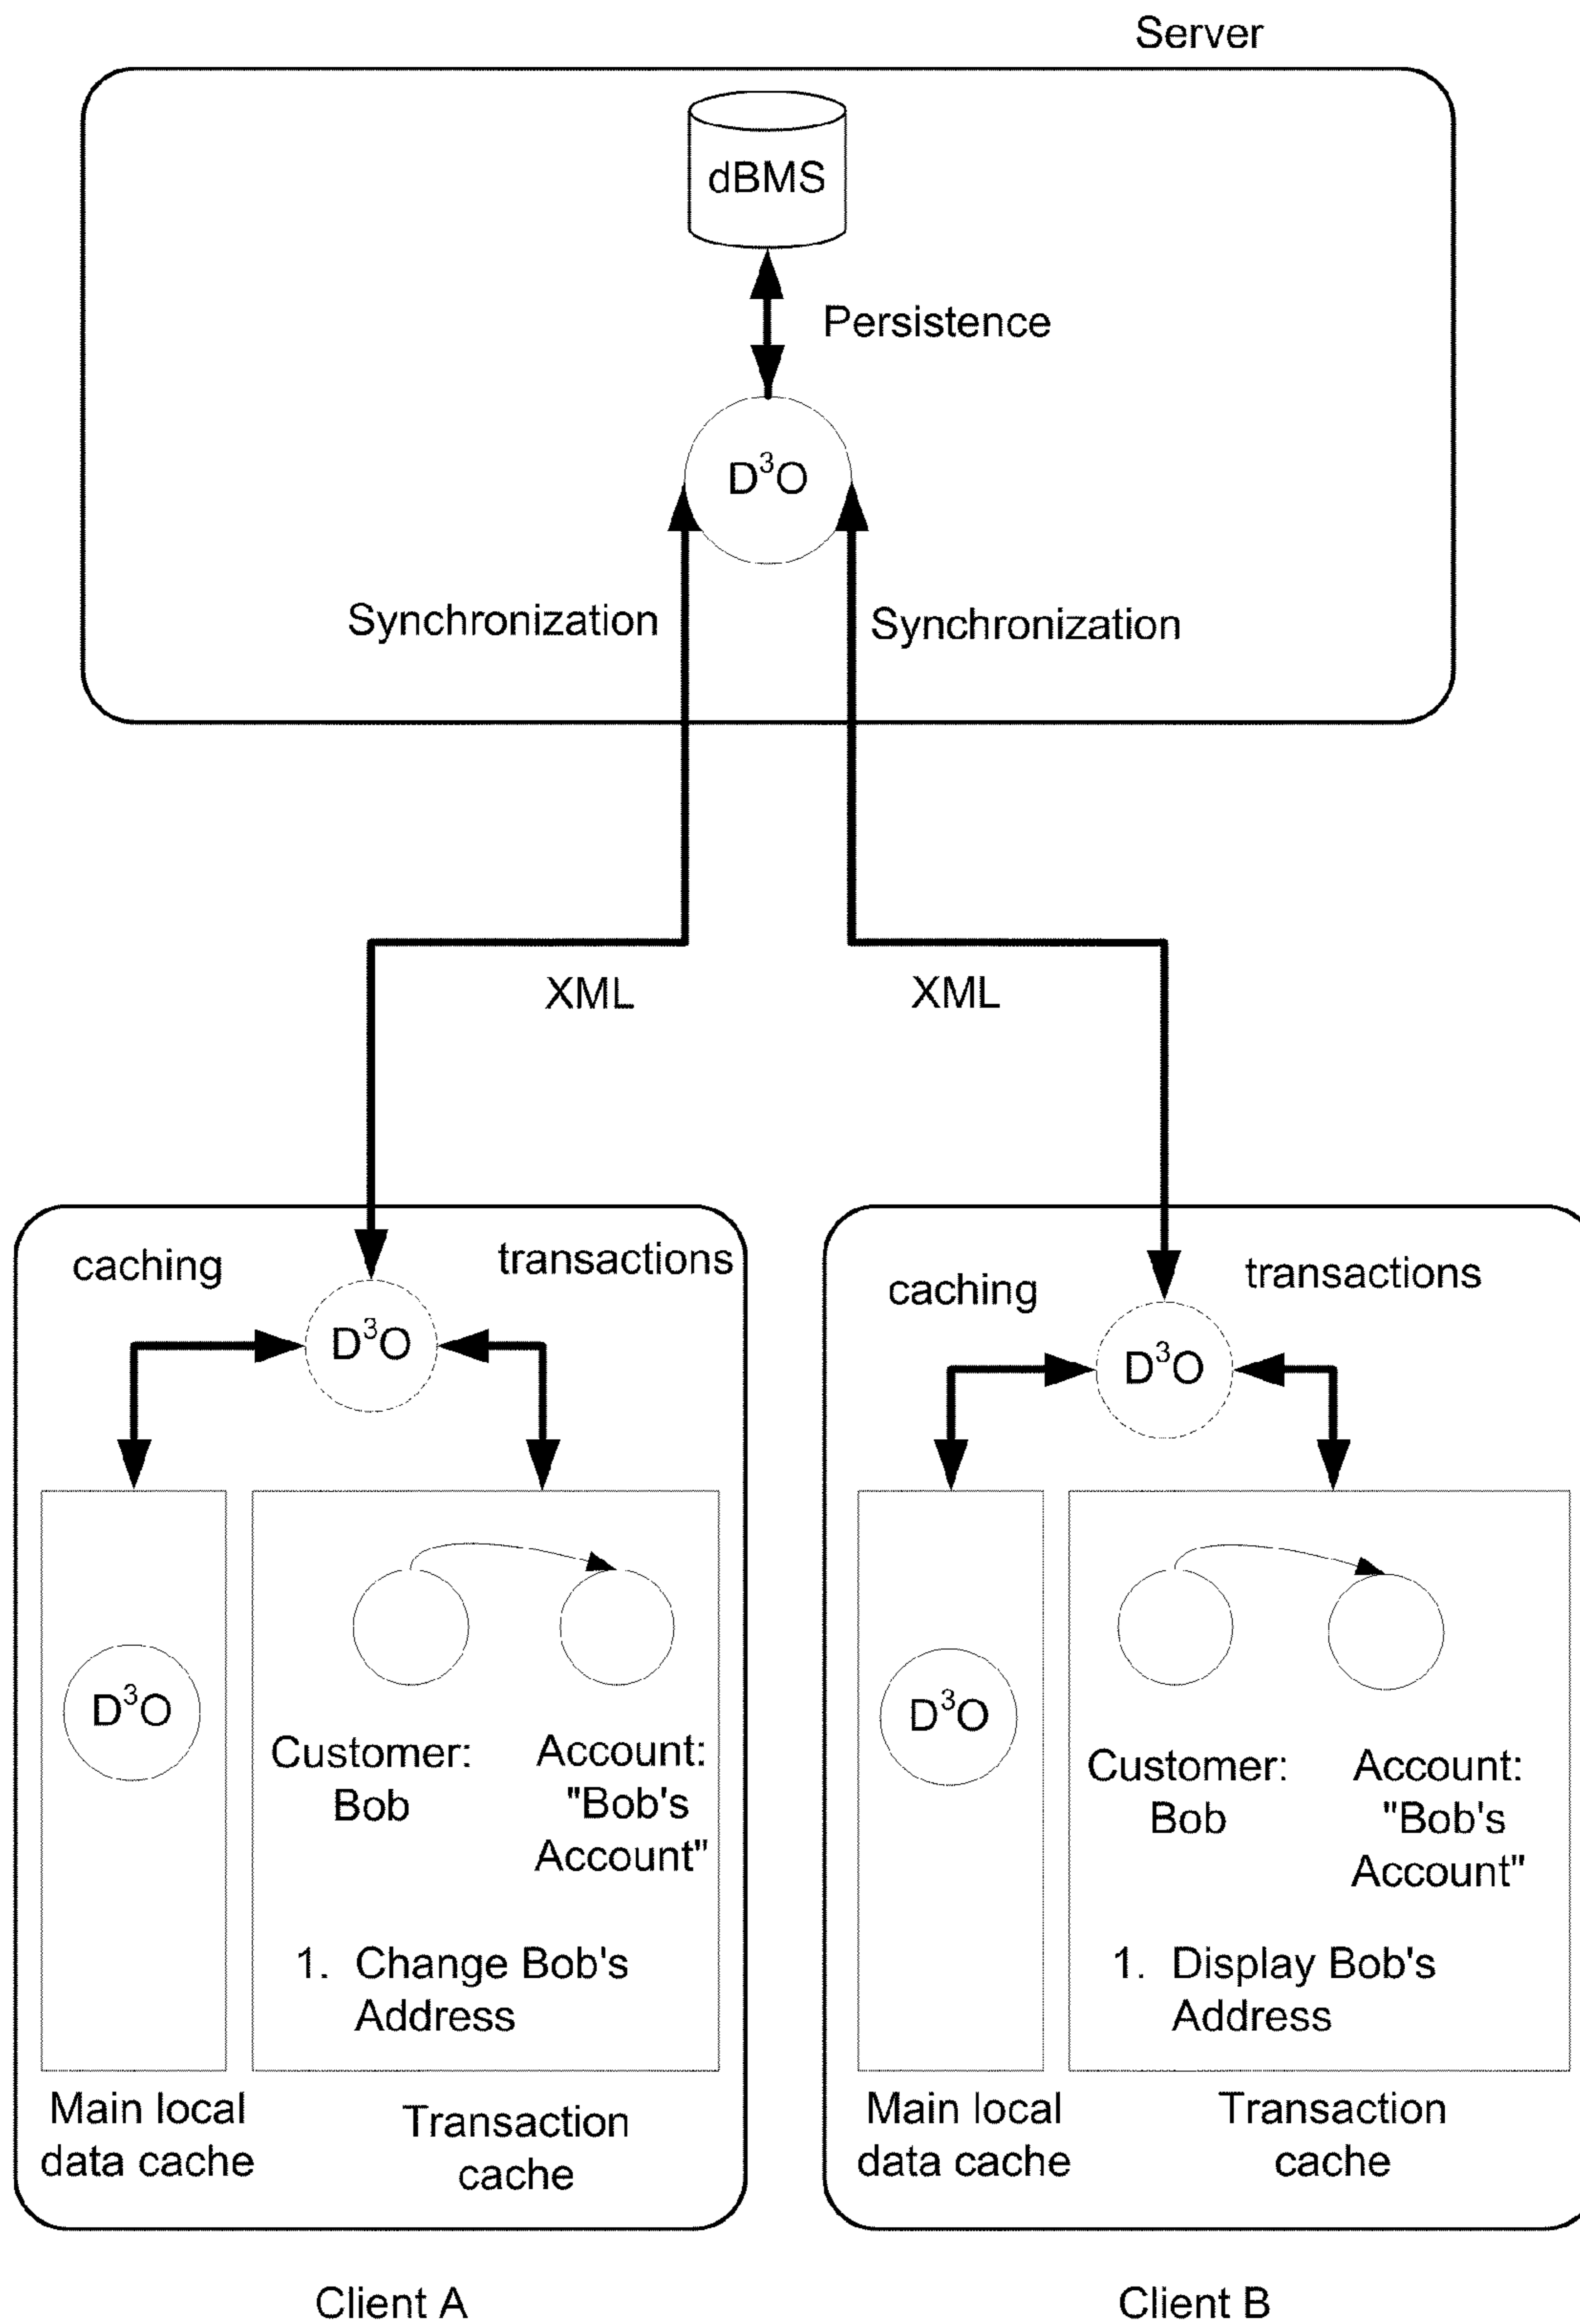 Server
dBMS
Persistence
D³O
Synchronization
Synchronization
XML
XML
caching
transactions
D³O
D³O
Customer:
Bob
Account:
"Bob's
Account"
1. Change Bob's
Address
Main local
data cache
Transaction
cache
Client A
caching
transactions
D³O
D³O
Customer:
Bob
Account:
"Bob's
Account"
1. Display Bob's
Address
Main local
data cache
Transaction
cache
Client B